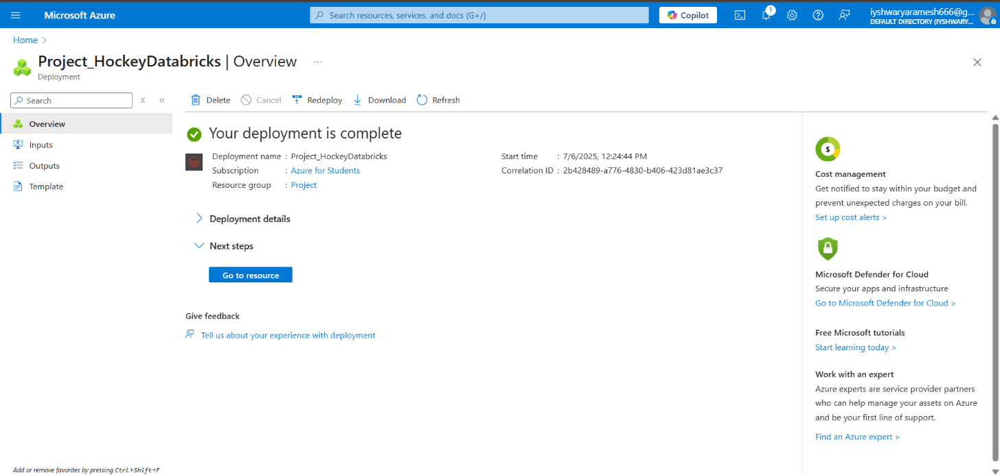 Microsoft Azure
Search resources, services, and docs (G+/)
Copilot
1
iyshwaryaramesh666@g...
DEFAULT DIRECTORY (IYSHWARY...
Home
Project_HockeyDatabricks | Overview ...
Deployment
Search
Delete
Cancel
Redeploy
Download
Refresh
Overview
Inputs
Outputs
Template
Your deployment is complete
Deployment name : Project_HockeyDatabricks
Subscription : Azure for Students
Resource group : Project
Start time : 7/6/2025, 12:24:44 PM
Correlation ID : 2b428489-a776-4830-b406-423d81ae3c37
Deployment details
Next steps
Go to resource
Give feedback
Tell us about your experience with deployment
Cost management
Get notified to stay within your budget and
prevent unexpected charges on your bill.
Set up cost alerts >
Microsoft Defender for Cloud
Secure your apps and infrastructure
Go to Microsoft Defender for Cloud >
Free Microsoft tutorials
Start learning today >
Work with an expert
Azure experts are service provider partners
who can help manage your assets on Azure
and be your first line of support.
Find an Azure expert >
Add or remove favorites by pressing Ctrl+Shift+F